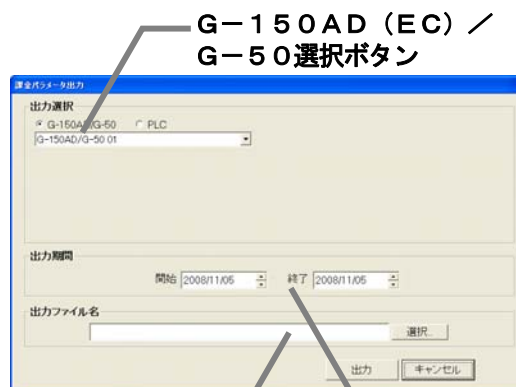 G－150AD（EC）／
G－50選択ボタン
課金パラメータ出力
出力選択
G-150AD/G-50 PLC
G-150AD/G-50 01
出力期間
開始 2008/11/05 終了 2008/11/05
出力ファイル名
選択...
出力 キャンセル